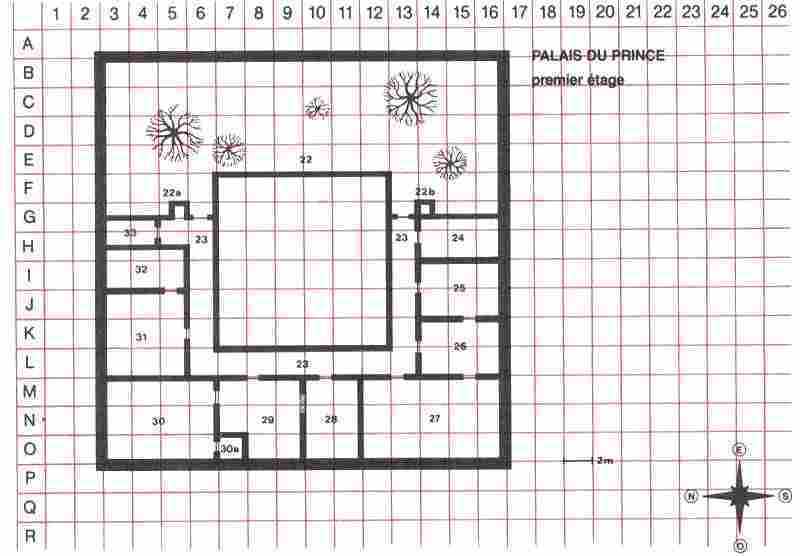 1 2 3 4 5 6 7 8 9 10 11 12 13 14 15 16 17 18 19 20 21 22 23 24 25 26
A
PALAIS DU PRINCE
B
premier étage
C
D
E
22
F
22a
22b
G
33
23
23
24
H
32
I
25
J
K
31
26
L
23
M
N
30
29
28
27
O
30a
2m
E
P
N
S
Q
R
O